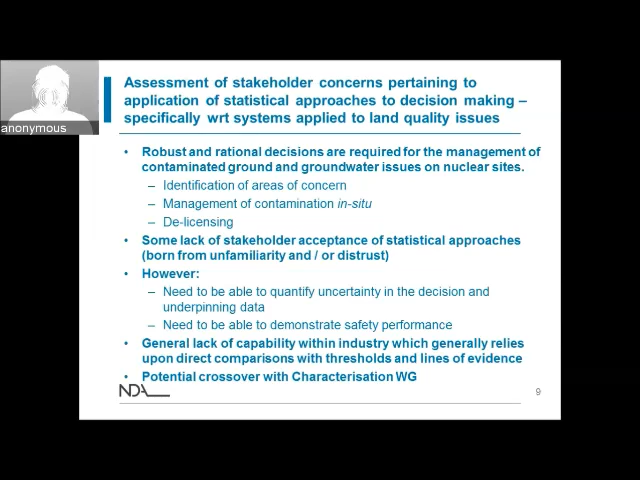 anonymous
Assessment of stakeholder concerns pertaining to
application of statistical approaches to decision making –
specifically wrt systems applied to land quality issues
• Robust and rational decisions are required for the management of
contaminated ground and groundwater issues on nuclear sites.
– Identification of areas of concern
– Management of contamination in-situ
– De-licensing
• Some lack of stakeholder acceptance of statistical approaches
(born from unfamiliarity and / or distrust)
• However:
– Need to be able to quantify uncertainty in the decision and
underpinning data
– Need to be able to demonstrate safety performance
• General lack of capability within industry which generally relies
upon direct comparisons with thresholds and lines of evidence
• Potential crossover with Characterisation WG
NDA
9